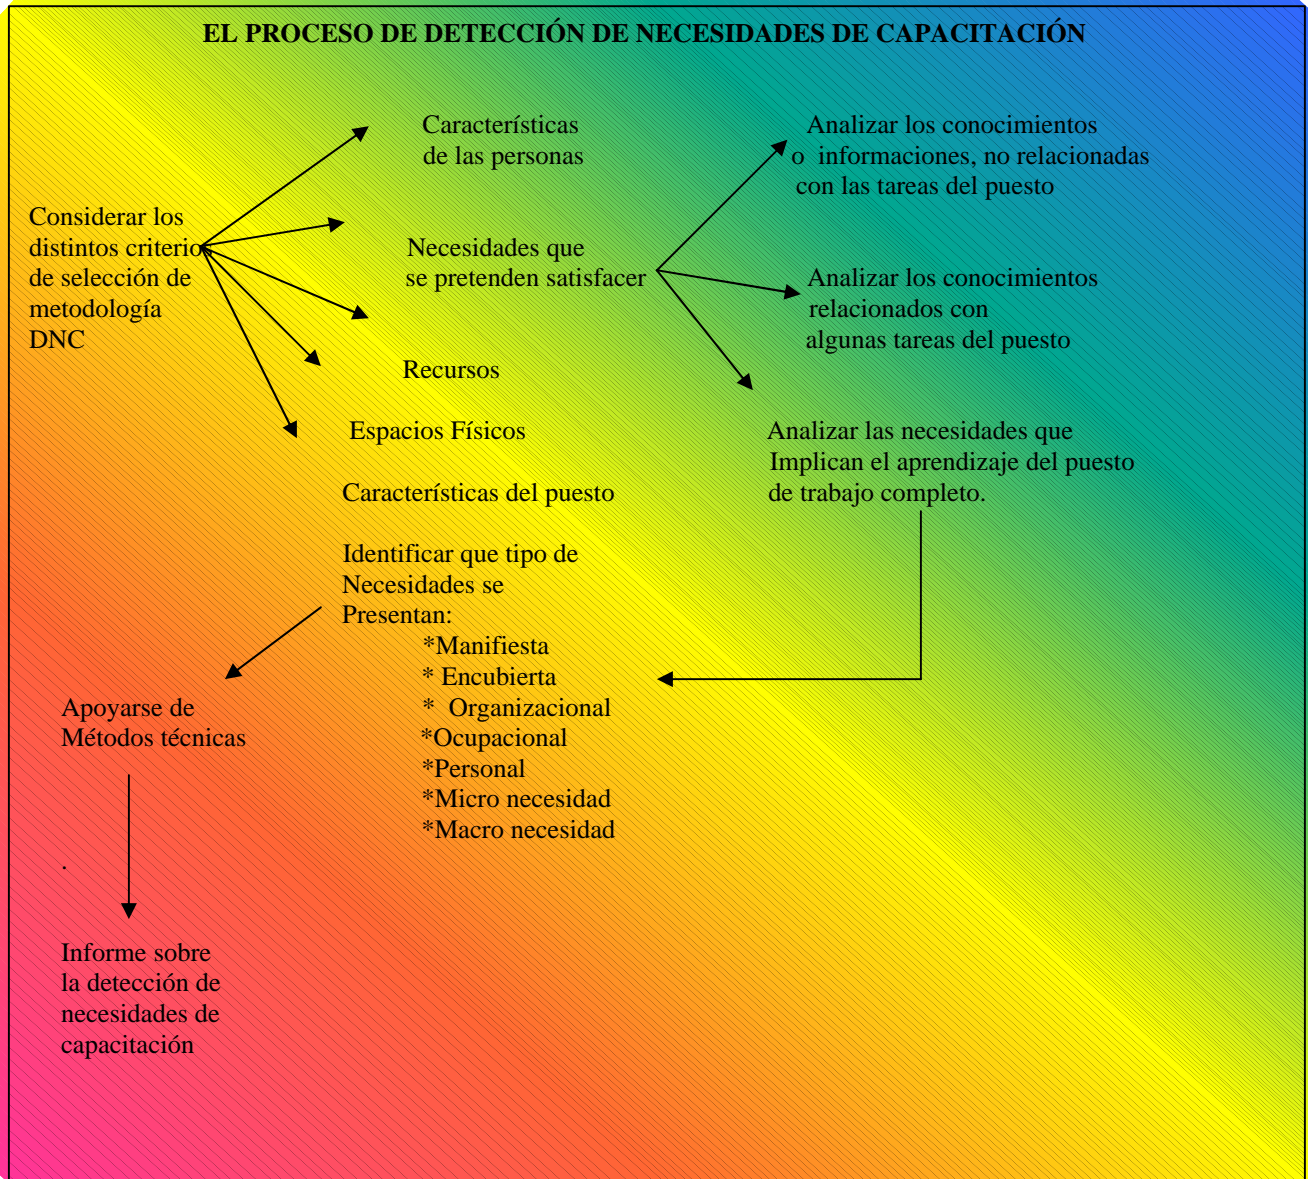 EL PROCESO DE DETECCIÓN DE NECESIDADES DE CAPACITACIÓN
Considerar los
distintos criterios
de selección de
metodología
DNC
Características
de las personas
Necesidades que
se pretenden satisfacer
Recursos
Espacios Físicos
Características del puesto
Analizar los conocimientos
o informaciones, no relacionadas
con las tareas del puesto
Analizar los conocimientos
relacionados con
algunas tareas del puesto
Analizar las necesidades que
Implican el aprendizaje del puesto
de trabajo completo.
Identificar que tipo de
Necesidades se
Presentan:
*Manifiesta
* Encubierta
* Organizacional
*Ocupacional
*Personal
*Micro necesidad
*Macro necesidad
Apoyarse de
Métodos técnicas
.
Informe sobre
la detección de
necesidades de
capacitación